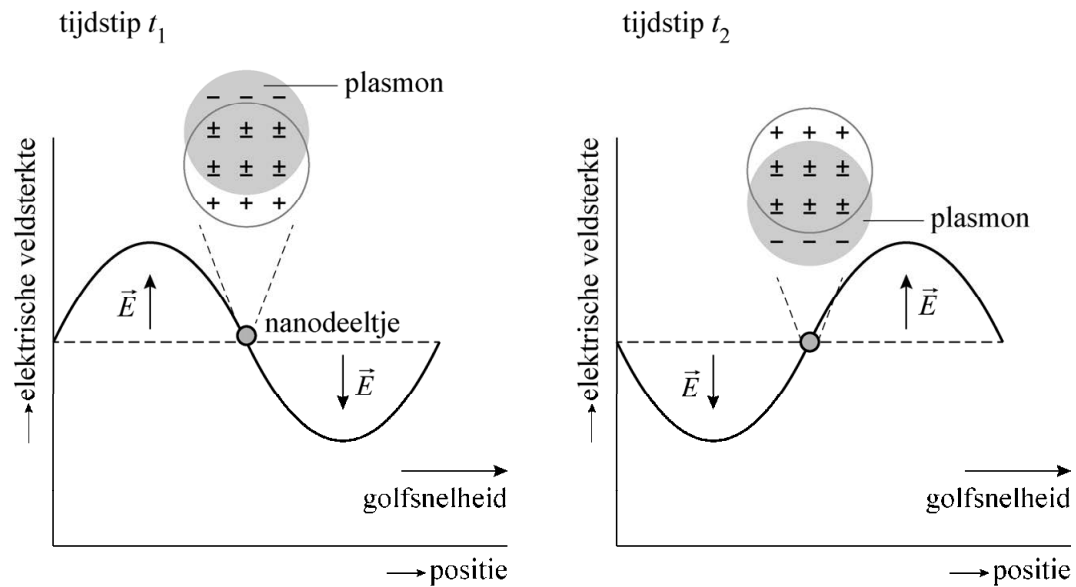 tijdstip t₁
plasmon
− − −
± ± ±
± ± ±
+ + +
→ elektrische veldsterkte
E⃗
nanodeeltje
E⃗
golfsnelheid
→ positie
tijdstip t₂
+ + +
± ± ±
± ± ±
− − −
plasmon
→ elektrische veldsterkte
E⃗
E⃗
golfsnelheid
→ positie